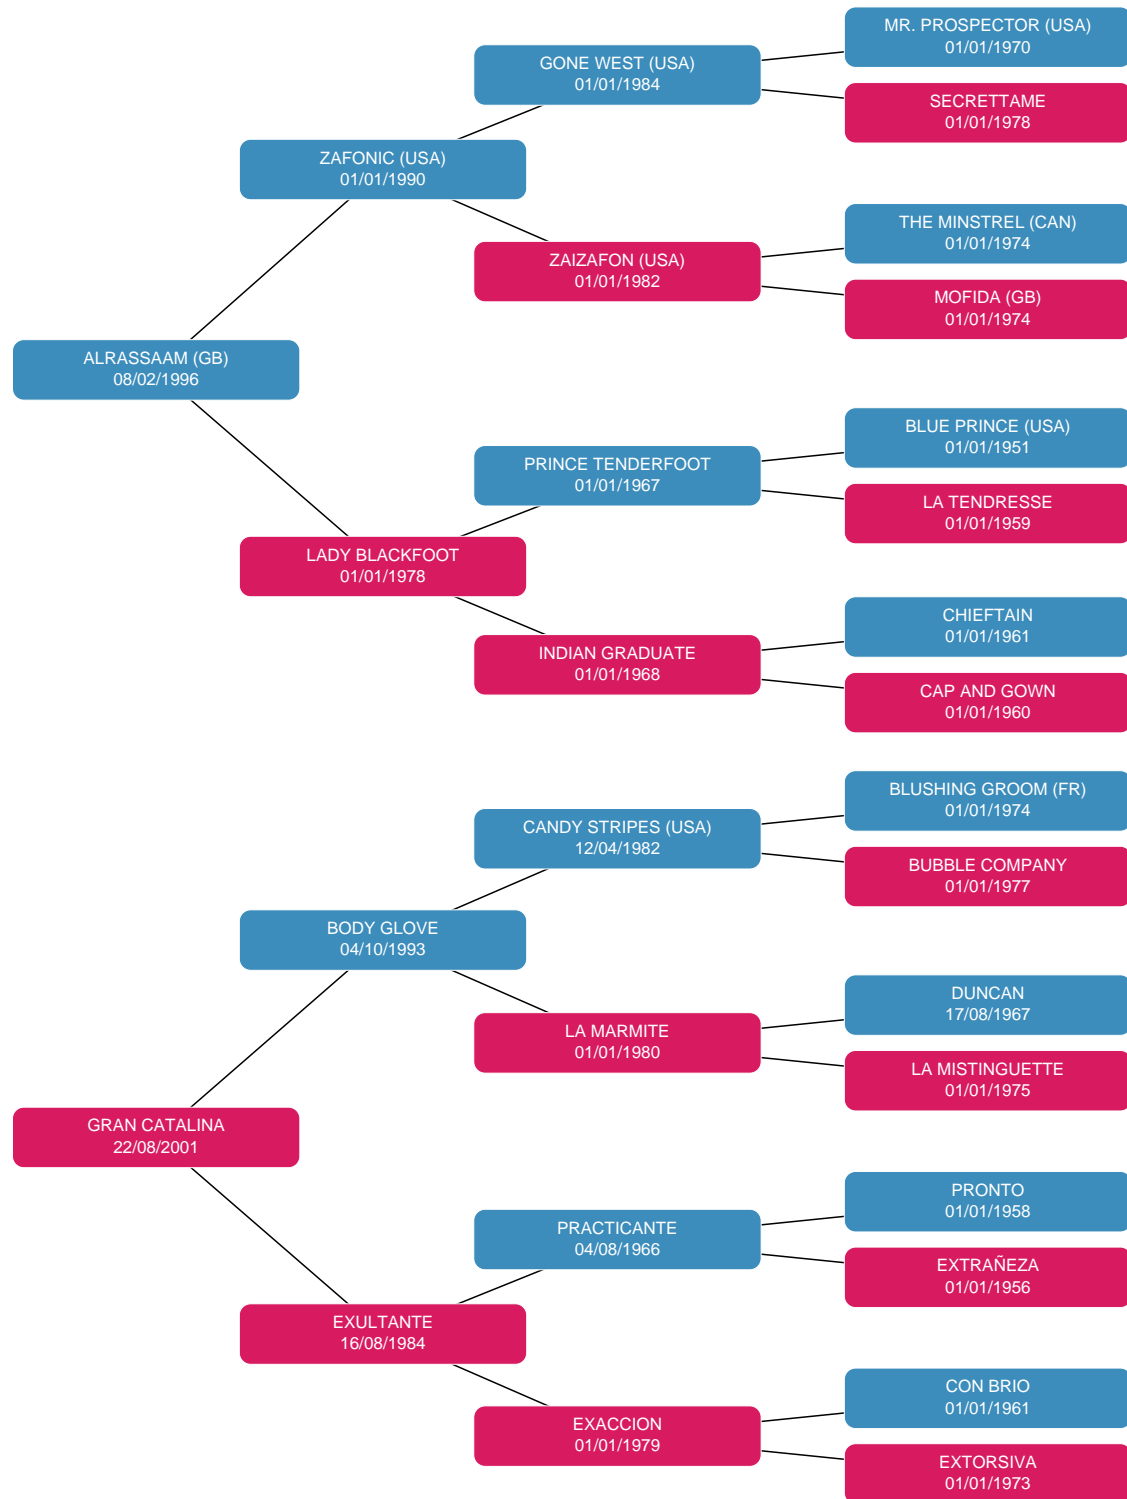 MR. PROSPECTOR (USA)
01/01/1970
GONE WEST (USA)
01/01/1984
SECRETTAME
01/01/1978
ZAFONIC (USA)
01/01/1990
THE MINSTREL (CAN)
01/01/1974
ZAIZAFON (USA)
01/01/1982
MOFIDA (GB)
01/01/1974
ALRASSAAM (GB)
08/02/1996
BLUE PRINCE (USA)
01/01/1951
PRINCE TENDERFOOT
01/01/1967
LA TENDRESSE
01/01/1959
LADY BLACKFOOT
01/01/1978
CHIEFTAIN
01/01/1961
INDIAN GRADUATE
01/01/1968
CAP AND GOWN
01/01/1960
BLUSHING GROOM (FR)
01/01/1974
CANDY STRIPES (USA)
12/04/1982
BUBBLE COMPANY
01/01/1977
BODY GLOVE
04/10/1993
DUNCAN
17/08/1967
LA MARMITE
01/01/1980
LA MISTINGUETTE
01/01/1975
GRAN CATALINA
22/08/2001
PRONTO
01/01/1958
PRACTICANTE
04/08/1966
EXTRAÑEZA
01/01/1956
EXULTANTE
16/08/1984
CON BRIO
01/01/1961
EXACCION
01/01/1979
EXTORSIVA
01/01/1973